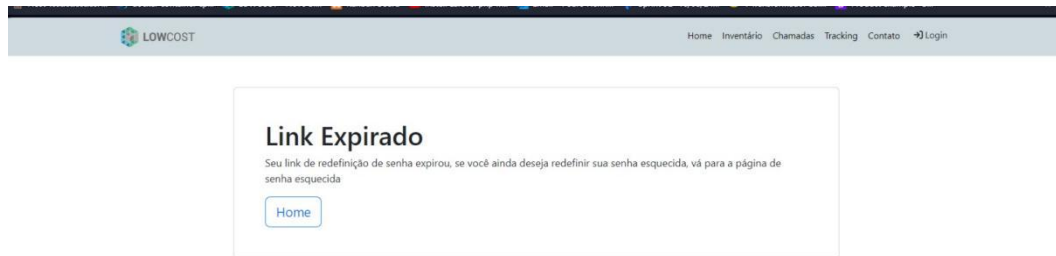 LOWCOST
Home Inventário Chamadas Tracking Contato Login
Link Expirado
Seu link de redefinição de senha expirou, se você ainda deseja redefinir sua senha esquecida, vá para a página de
senha esquecida
Home